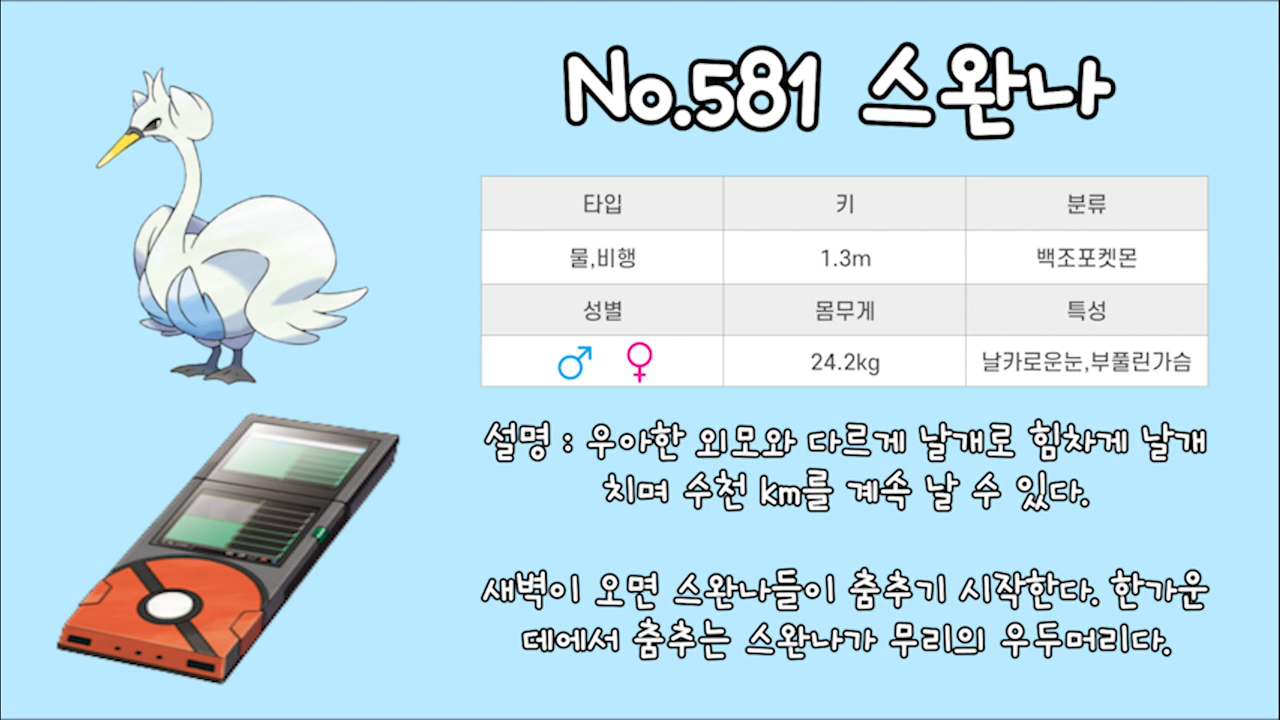 No.581 스완나
타입 키 분류
물,비행 1.3m 백조포켓몬
성별 몸무게 특성
♂ ♀ 24.2kg 날카로운눈,부풀린가슴
설명 : 우아한 외모와 다르게 날개로 힘차게 날개
치며 수천 km를 계속 날 수 있다.
새벽이 오면 스완나들이 춤추기 시작한다. 한가운
데에서 춤추는 스완나가 무리의 우두머리다.